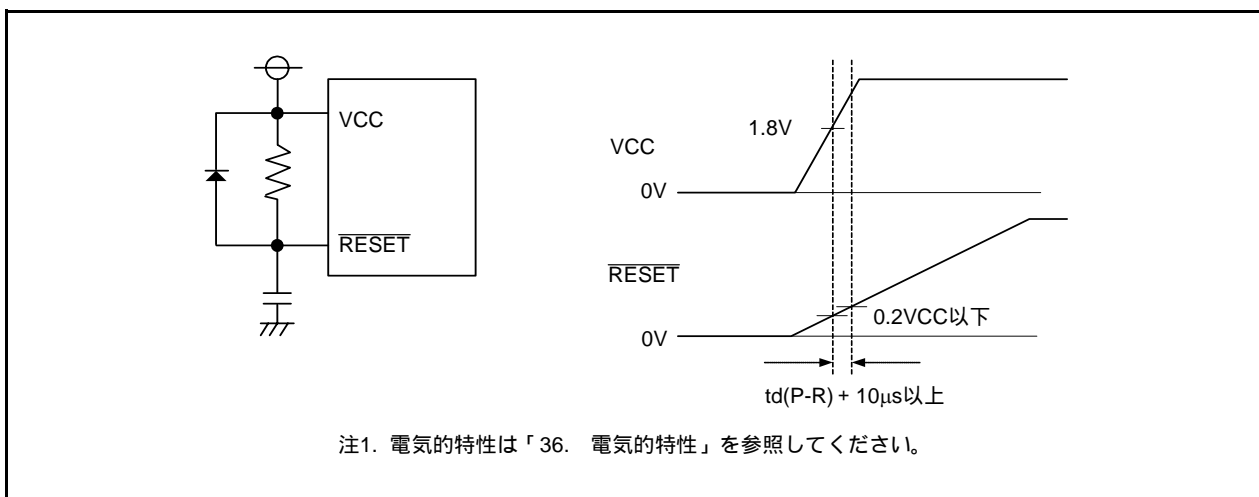 VCC
RESET
1.8V
VCC
0V
RESET
0.2VCC以下
0V
td(P-R) + 10μs以上
注1. 電気的特性は「36. 電気的特性」を参照してください。